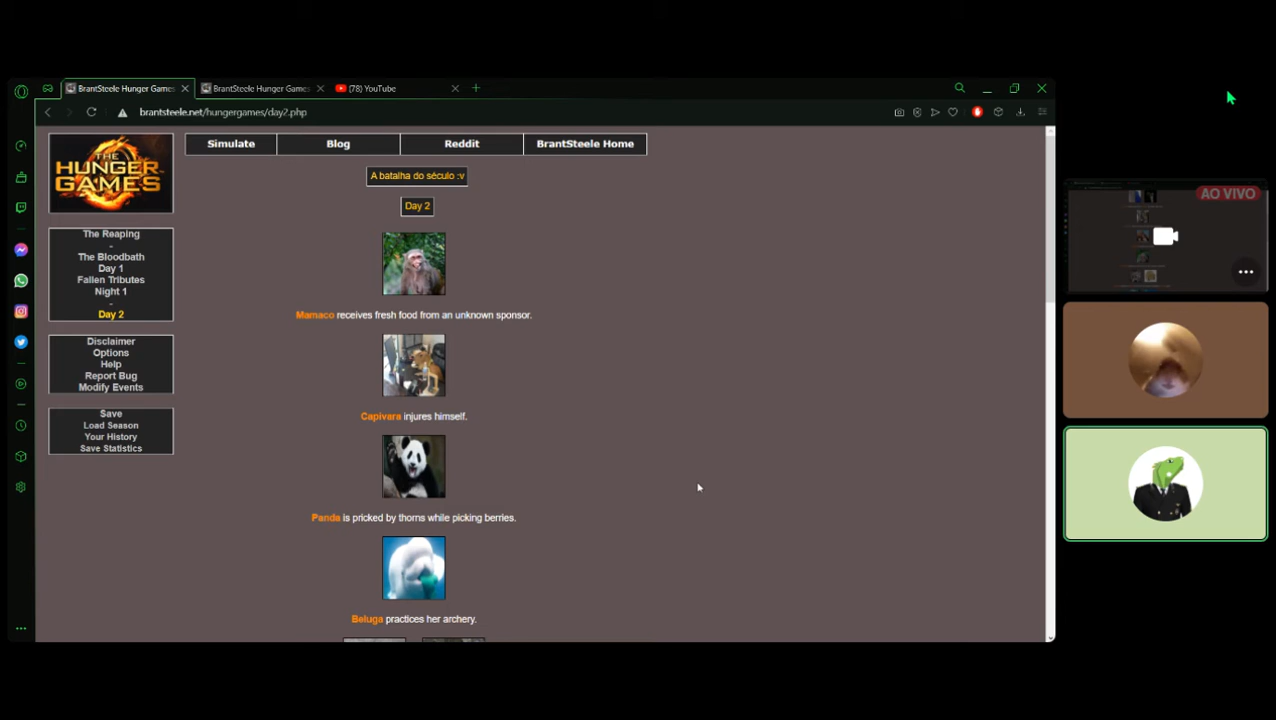 BrantSteele Hunger Games
BrantSteele Hunger Games
(78) YouTube
brantsteele.net/hungergames/day2.php
THE
HUNGER
GAMES
Simulate
Blog
Reddit
BrantSteele Home
A batalha do século :v
Day 2
The Reaping
-
The Bloodbath
Day 1
Fallen Tributes
Night 1
-
Day 2
Disclaimer
Options
Help
Report Bug
Modify Events
Save
Load Season
Your History
Save Statistics
Mamaco receives fresh food from an unknown sponsor.
Capivara injures himself.
Panda is pricked by thorns while picking berries.
Beluga practices her archery.
AO VIVO